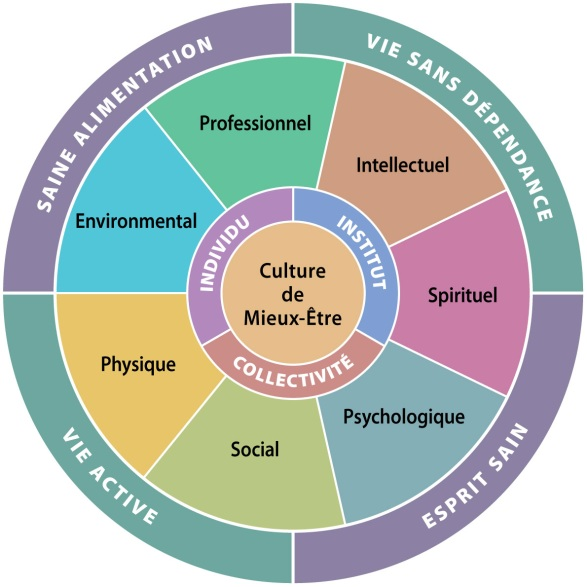 SAINE ALIMENTATION
VIE SANS DÉPENDANCE
Professionnel
Intellectuel
Environmental
INDIVIDU
INSTITUT
Culture
de
Mieux-Être
Spirituel
Physique
COLLECTIVITÉ
Psychologique
Social
VIE ACTIVE
ESPRIT SAIN